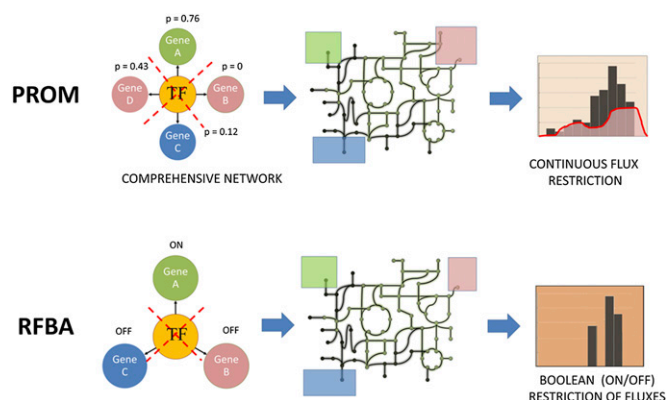 p = 0.76
Gene
A
p = 0.43
p = 0
PROM
Gene
D
TF
Gene
B
p = 0.12
Gene
C
COMPREHENSIVE NETWORK
CONTINUOUS FLUX
RESTRICTION
ON
Gene
A
RFBA
OFF
TF
OFF
Gene
C
Gene
B
BOOLEAN (ON/OFF)
RESTRICTION OF FLUXES